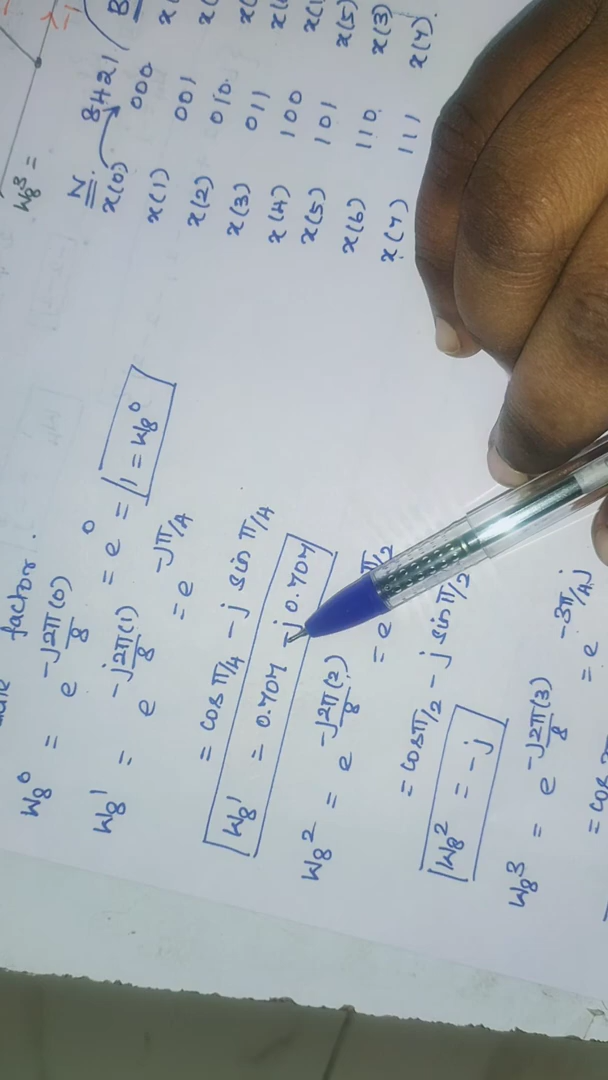 factor.
W8^0 = e^{-j2π(0)/8} = e^0 = 1 = W8^0
W8^1 = e^{-j2π(1)/8} = e^{-jπ/4}
= cos π/4 - j sin π/4
W8^1 = 0.707 - j0.707
W8^2 = e^{-j2π(2)/8} = e π/2
= cos π/2 - j sin π/2
W8^2 = -j
W8^3 = e^{-j2π(3)/8} = e^{-3π/4 j}
= cos
W8^3 =
N. 8421 B
x(0) 000
x(1) 001
x(2) 010
x(3) 011
x(4) 100
x(5) 101 x(5)
x(6) 110 x(3)
x(7) 111 x(7)